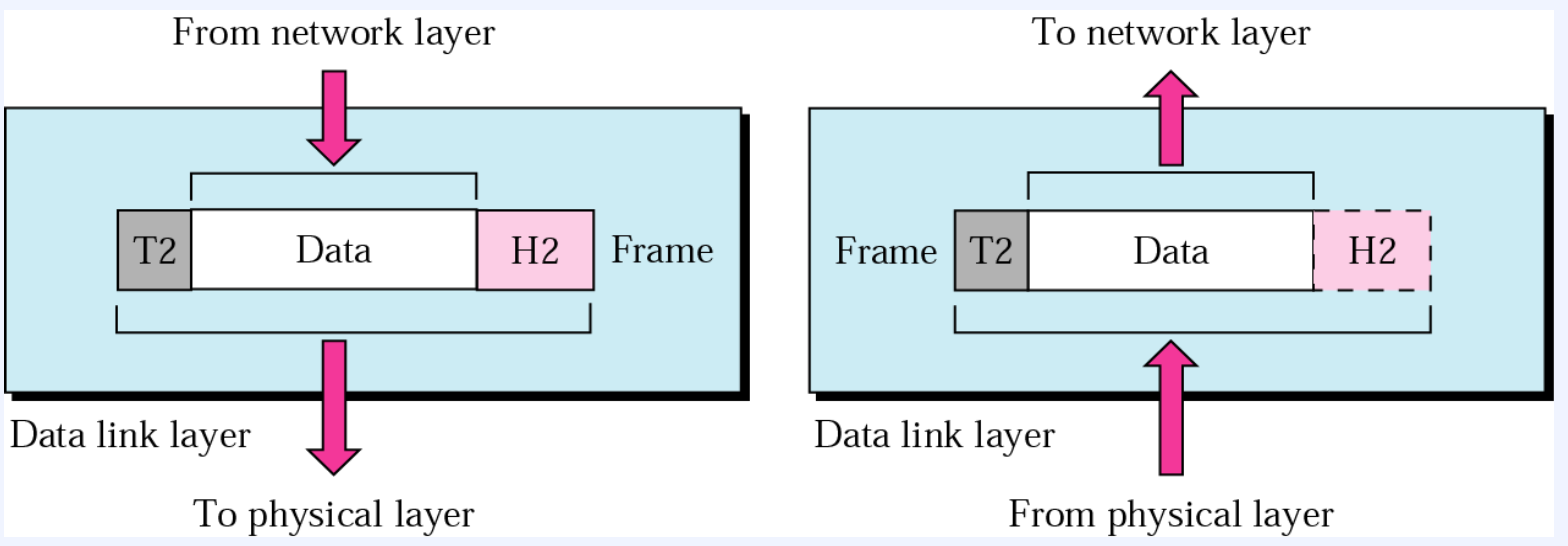 From network layer
T2 Data H2 Frame
Data link layer
To physical layer
To network layer
Frame T2 Data H2
Data link layer
From physical layer